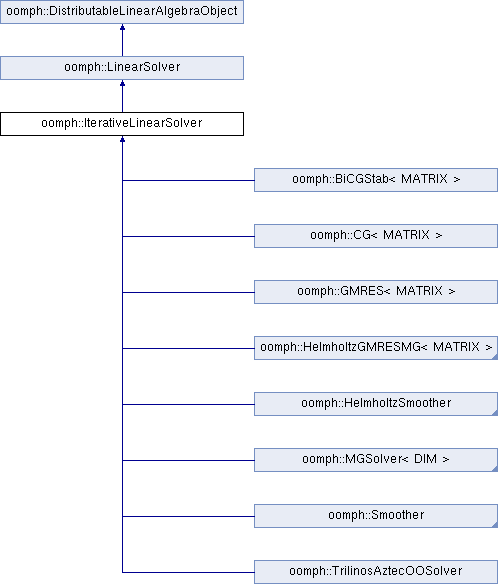 oomph::DistributableLinearAlgebraObject
oomph::LinearSolver
oomph::IterativeLinearSolver
oomph::BiCGStab< MATRIX >
oomph::CG< MATRIX >
oomph::GMRES< MATRIX >
oomph::HelmholtzGMRESMG< MATRIX >
oomph::HelmholtzSmoother
oomph::MGSolver< DIM >
oomph::Smoother
oomph::TrilinosAztecOOSolver